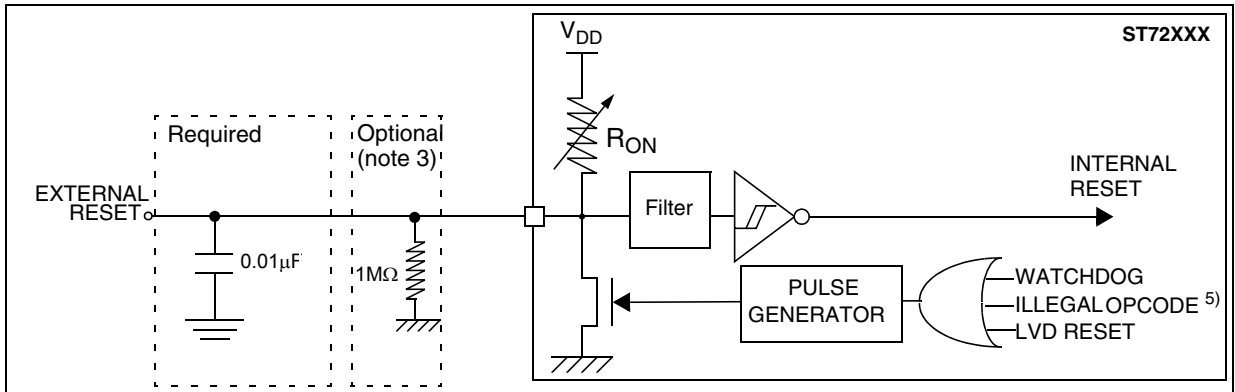 V_DD
ST72XXX
Required
Optional
(note 3)
R_ON
INTERNAL
RESET
EXTERNAL
RESET
Filter
0.01µF
1MΩ
PULSE
GENERATOR
WATCHDOG
ILLEGAL OPCODE 5)
LVD RESET